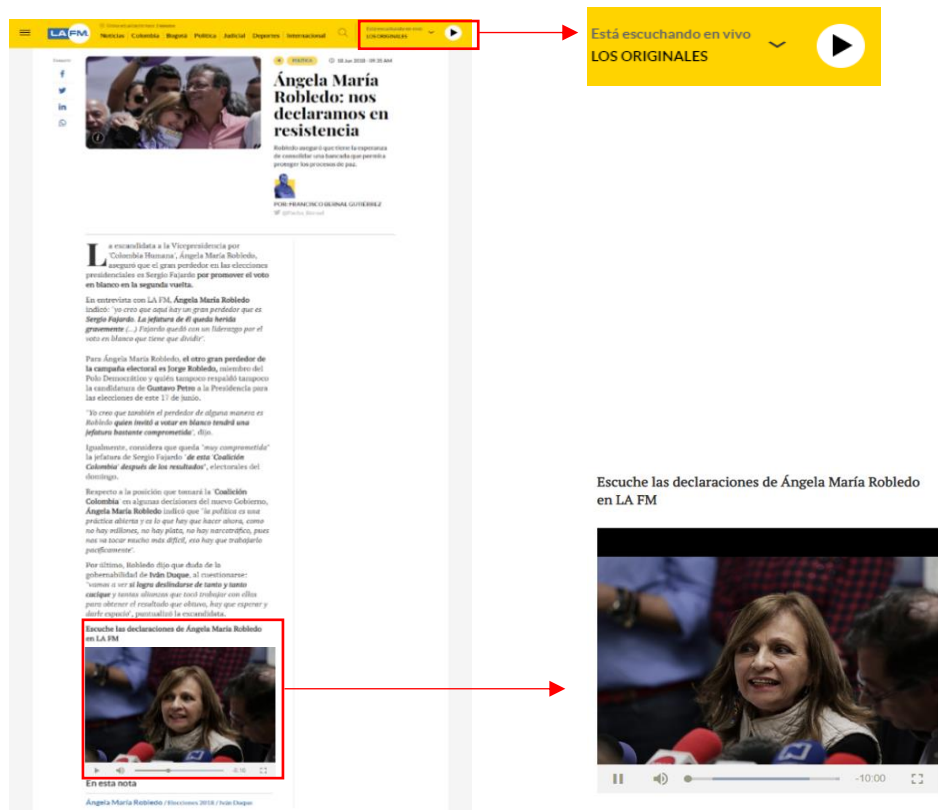 LA FM
Noticias Colombia Bogotá Política Judicial Deportes Internacional
Está escuchando en vivo
LOS ORIGINALES
Está escuchando en vivo
LOS ORIGINALES
POLÍTICA
18 Jun 2018 - 09:35 AM
Ángela María
Robledo: nos
declaramos en
resistencia
Robledo aseguró que tiene la esperanza
de consolidar una bancada que permita
proteger los procesos de paz.
POR: FRANCISCO BERNAL GUTIÉRREZ
La excandidata a la Vicepresidencia por
'Colombia Humana', Ángela María Robledo,
aseguró que el gran perdedor en las elecciones
presidenciales es Sergio Fajardo por promover el voto
en blanco en la segunda vuelta.
En entrevista con LA FM, Ángela María Robledo
indicó: "yo creo que aquí hay un gran perdedor que es
Sergio Fajardo. La jefatura de él queda herida
gravemente (...) Fajardo quedó con un liderazgo por el
voto en blanco que tiene que dividir".
Para Ángela María Robledo, el otro gran perdedor de
la campaña electoral es Jorge Robledo, miembro del
Polo Democrático y quién tampoco respaldó tampoco
la candidatura de Gustavo Petro a la Presidencia para
las elecciones de este 17 de junio.
"Yo creo que también el perdedor de alguna manera es
Robledo quien invitó a votar en blanco tendrá una
jefatura bastante comprometida", dijo.
Igualmente, considera que queda "muy comprometida"
la jefatura de Sergio Fajardo "de esta 'Coalición
Colombia' después de los resultados", electorales del
domingo.
Respecto a la posición que tomará la 'Coalición
Colombia' en algunas decisiones del nuevo Gobierno,
Ángela María Robledo indicó que "la política es una
práctica abierta y es lo que hay que hacer ahora, como
no hay millones, no hay plata, no hay narcotráfico, pues
nos va tocar mucho más difícil, eso hay que trabajarlo
pacíficamente".
Por último, Robledo dijo que duda de la
gobernabilidad de Iván Duque, al cuestionarse:
"vamos a ver si logra deslindarse de tanto y tanto
cacique y tantas alianzas que tocó trabajar con ellas
para obtener el resultado que obtuvo, hay que esperar y
darle espacio", puntualizó la excandidata.
Escuche las declaraciones de Ángela María Robledo
en LA FM
En esta nota
Ángela María Robledo / Elecciones 2018 / Iván Duque
Escuche las declaraciones de Ángela María Robledo
en LA FM
-10:00